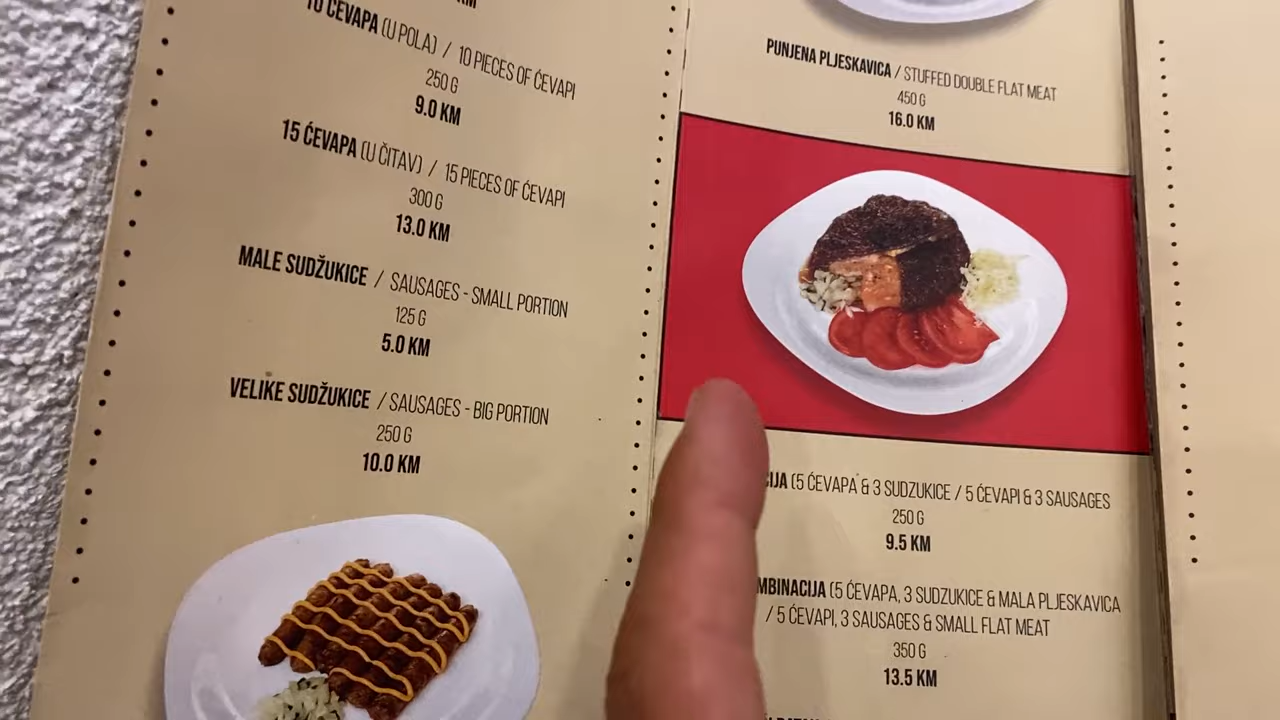 KM
10 ĆEVAPA (U POLA) / 10 PIECES OF ĆEVAPI
250 G
9.0 KM
15 ĆEVAPA (U ČITAV) / 15 PIECES OF ĆEVAPI
300 G
13.0 KM
MALE SUDŽUKICE / SAUSAGES - SMALL PORTION
125 G
5.0 KM
VELIKE SUDŽUKICE / SAUSAGES - BIG PORTION
250 G
10.0 KM
PUNJENA PLJESKAVICA / STUFFED DOUBLE FLAT MEAT
450 G
16.0 KM
(5 ĆEVAPA & 3 SUDZUKICE / 5 ĆEVAPI & 3 SAUSAGES
250 G
9.5 KM
MBINACIJA (5 ĆEVAPA, 3 SUDZUKICE & MALA PLJESKAVICA
/ 5 ĆEVAPI, 3 SAUSAGES & SMALL FLAT MEAT
350 G
13.5 KM